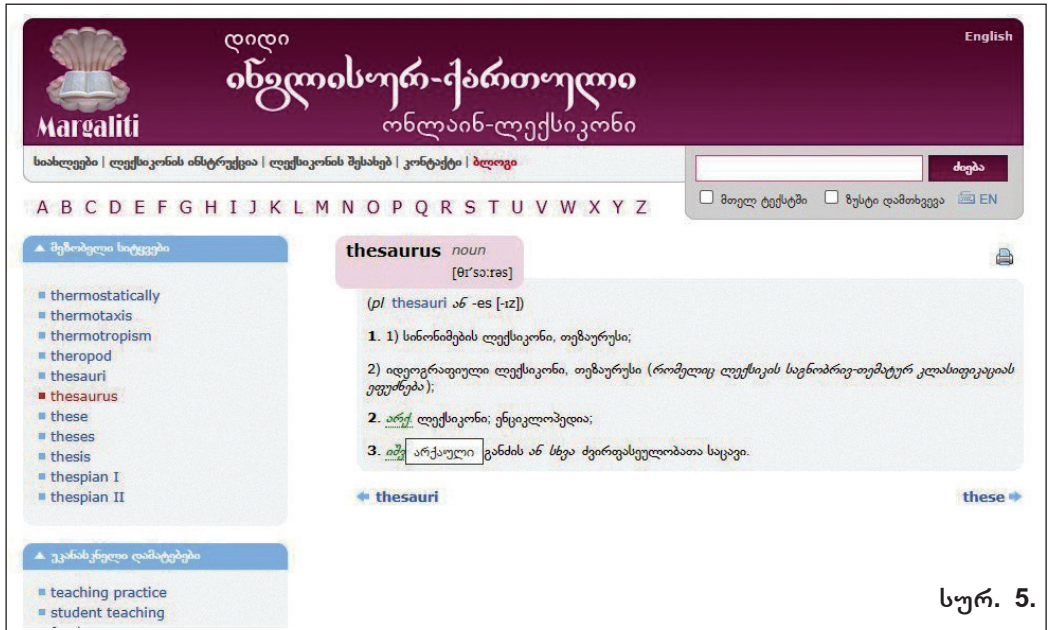 დიდი
English
ინგლისურ-ქართული
Margaliti
ონლაინ-ლექსიკონი
სიახლეები | ლექსიკონის ინსტრუქცია | ლექსიკონის შესახებ | კონტაქტი | ბლოგი
ძიება
მთელ ტექსტში ზუსტი დამთხვევა EN
A B C D E F G H I J K L M N O P Q R S T U V W X Y Z
მეზობელი სიტყვები
thermostatically
thermotaxis
thermotropism
theropod
thesauri
thesaurus
these
theses
thesis
thespian I
thespian II
უკანასკნელი დამატებები
teaching practice
student teaching
thesaurus noun
[θɪʹsɔ:rəs]
(pl thesauri ან -es [-ɪz])
1. 1) სინონიმების ლექსიკონი, თეზაურუსი;
2) იდეოგრაფიული ლექსიკონი, თეზაურუსი (რომელიც ლექსიკის საგნობრივ-თემატურ კლასიფიკაციას
ეფუძნება);
2. არქ. ლექსიკონი; ენციკლოპედია;
3. იშვ არქაული განძის ან სხვა ძვირფასეულობათა საცავი.
thesauri
these
სურ. 5.